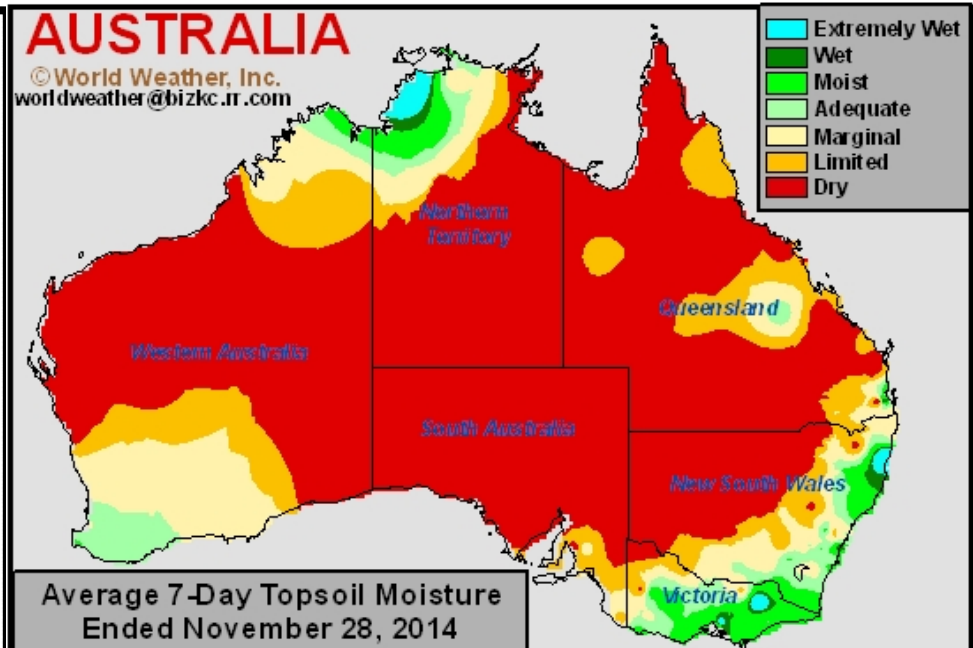 AUSTRALIA
©World Weather, Inc.
worldweather@bizkc.rr.com
Extremely Wet
Wet
Moist
Adequate
Marginal
Limited
Dry
Northern
Territory
Queensland
Western Australia
South Australia
New South Wales
Victoria
Average 7-Day Topsoil Moisture
Ended November 28, 2014